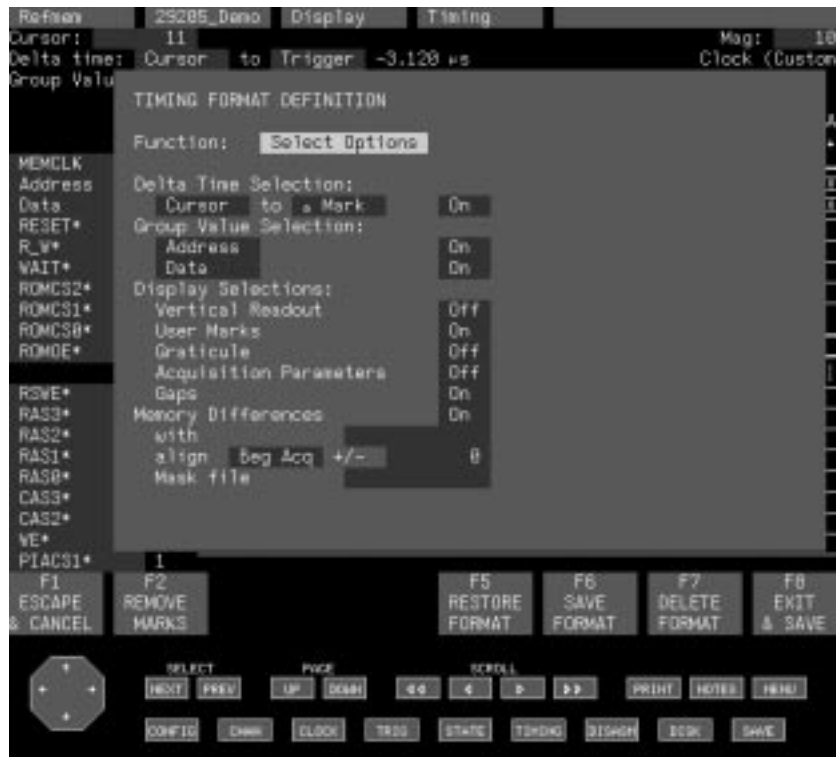 Refmem 29205_Demo Display Timing
Cursor: 11 Mag: 10
Delta time: Cursor to Trigger -3.120 µs Clock (Custom
Group Valu
TIMING FORMAT DEFINITION
Function: Select Options
MEMCLK
Address Delta Time Selection:
Data Cursor to ▵ Mark On
RESET* Group Value Selection:
R_W* Address On
WAIT* Data On
ROMCS2* Display Selections:
ROMCS1* Vertical Readout Off
ROMCS0* User Marks On
ROMOE* Graticule Off
Acquisition Parameters Off
RSWE* Gaps On
RAS3* Memory Differences On
RAS2* with
RAS1* align Beg Acq +/- 0
RAS0* Mask file
CAS3*
CAS2*
WE*
PIACS1* 1
F1 F2 F5 F6 F7 F8
ESCAPE REMOVE RESTORE SAVE DELETE EXIT
& CANCEL MARKS FORMAT FORMAT FORMAT & SAVE
SELECT PAGE SCROLL
NEXT PREV UP DOWN PRINT NOTES MENU
CONFIG CHAN CLOCK TRIG STATE TIMING DISASM DISK SAVE